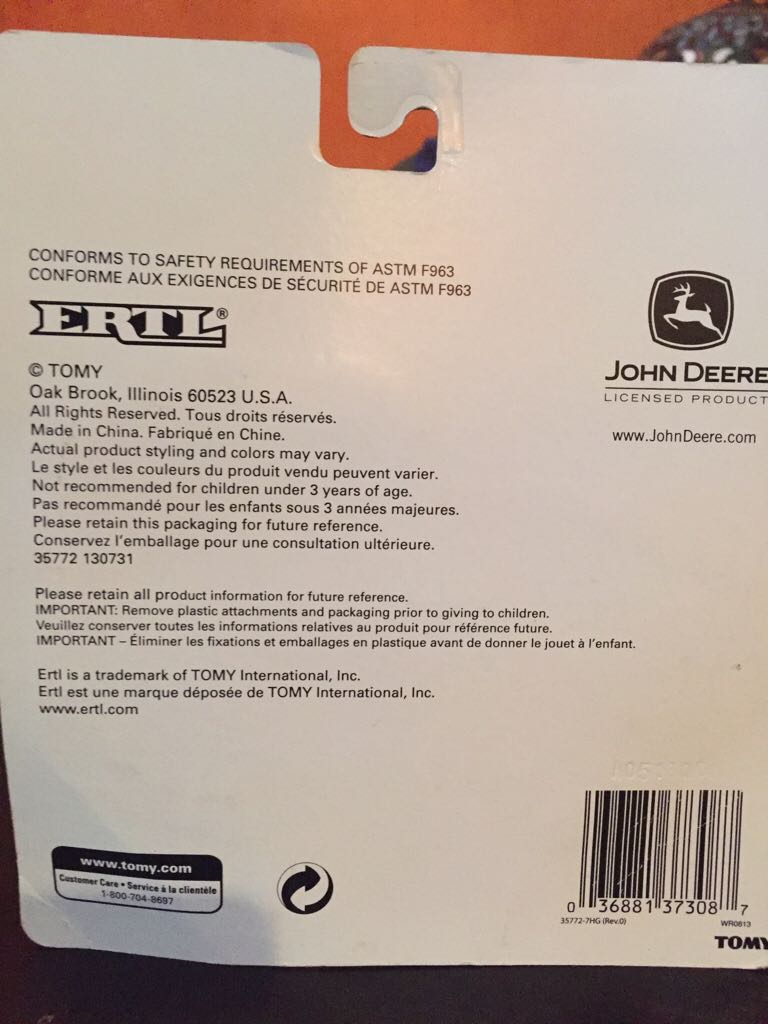 CONFORMS TO SAFETY REQUIREMENTS OF ASTM F963
CONFORME AUX EXIGENCES DE SÉCURITÉ DE ASTM F963
ERTL®
© TOMY
Oak Brook, Illinois 60523 U.S.A.
All Rights Reserved. Tous droits réservés.
Made in China. Fabriqué en Chine.
Actual product styling and colors may vary.
Le style et les couleurs du produit vendu peuvent varier.
Not recommended for children under 3 years of age.
Pas recommandé pour les enfants sous 3 années majeures.
Please retain this packaging for future reference.
Conservez l'emballage pour une consultation ultérieure.
35772 130731
JOHN DEERE
LICENSED PRODUCT
www.JohnDeere.com
Please retain all product information for future reference.
IMPORTANT: Remove plastic attachments and packaging prior to giving to children.
Veuillez conserver toutes les informations relatives au produit pour référence future.
IMPORTANT – Éliminer les fixations et emballages en plastique avant de donner le jouet à l'enfant.
Ertl is a trademark of TOMY International, Inc.
Ertl est une marque déposée de TOMY International, Inc.
www.ertl.com
www.tomy.com
Customer Care • Service à la clientèle
1-800-704-8697
0 36881 37308 7
35772-7HG (Rev.0)
WR0813
TOMY